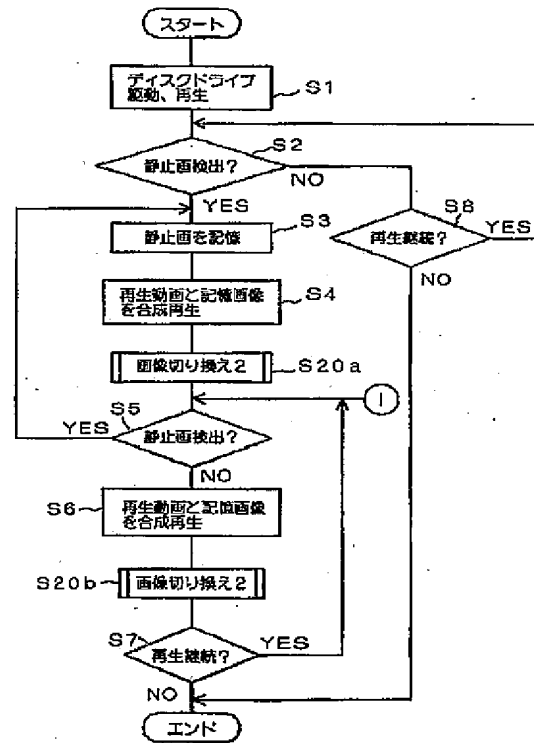 スタート
ディスクドライブ
駆動、再生
S1
S2
静止画検出？
NO
YES
S3
静止画を記憶
S8
再生継続？
YES
NO
再生動画と記憶画像
を合成再生
S4
画像切り換え2
S20a
I
S5
YES
静止画検出？
NO
S6
再生動画と記憶画像
を合成再生
S20b
画像切り換え2
S7
YES
再生継続？
NO
エンド